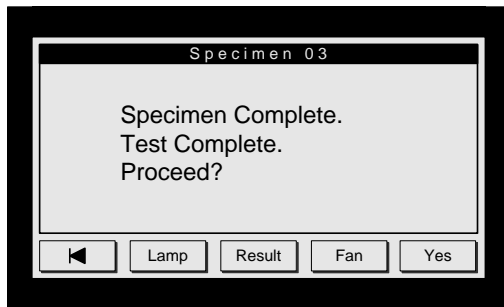 Specimen 03
Specimen Complete.
Test Complete.
Proceed?
Lamp Result Fan Yes